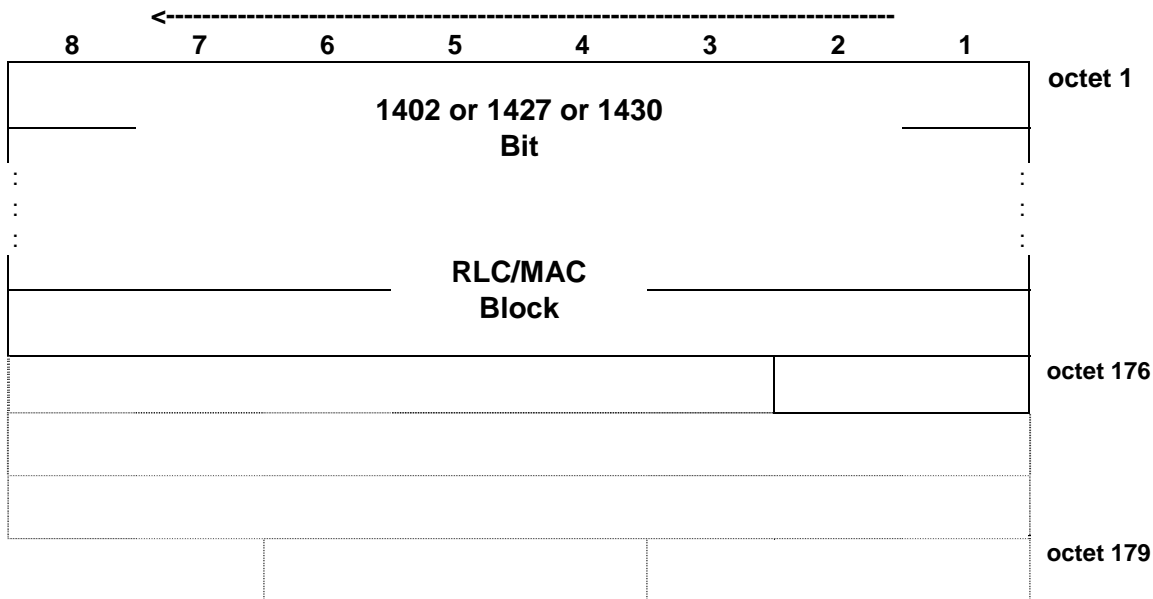 <-------------------------------------------------------------------------------
8 7 6 5 4 3 2 1
octet 1
1402 or 1427 or 1430
Bit
: :
: :
: :
RLC/MAC
Block
octet 176
octet 179